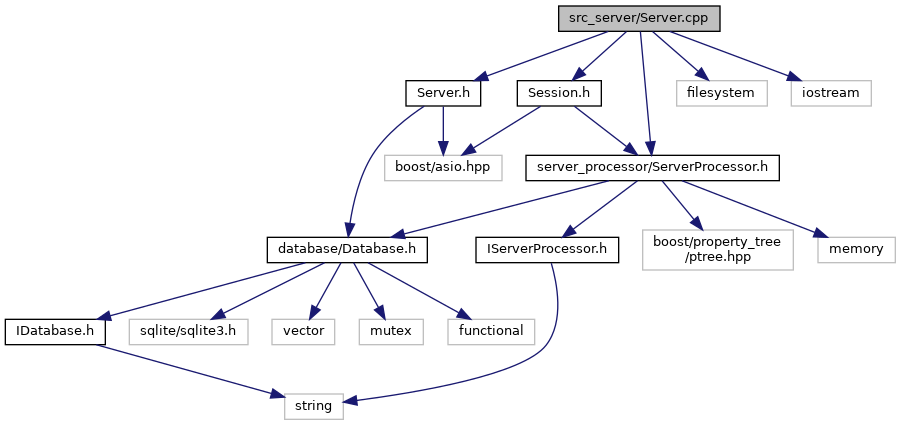 src_server/Server.cpp
Server.h
Session.h
filesystem
iostream
boost/asio.hpp
server_processor/ServerProcessor.h
database/Database.h
IServerProcessor.h
boost/property_tree
/ptree.hpp
memory
IDatabase.h
sqlite/sqlite3.h
vector
mutex
functional
string